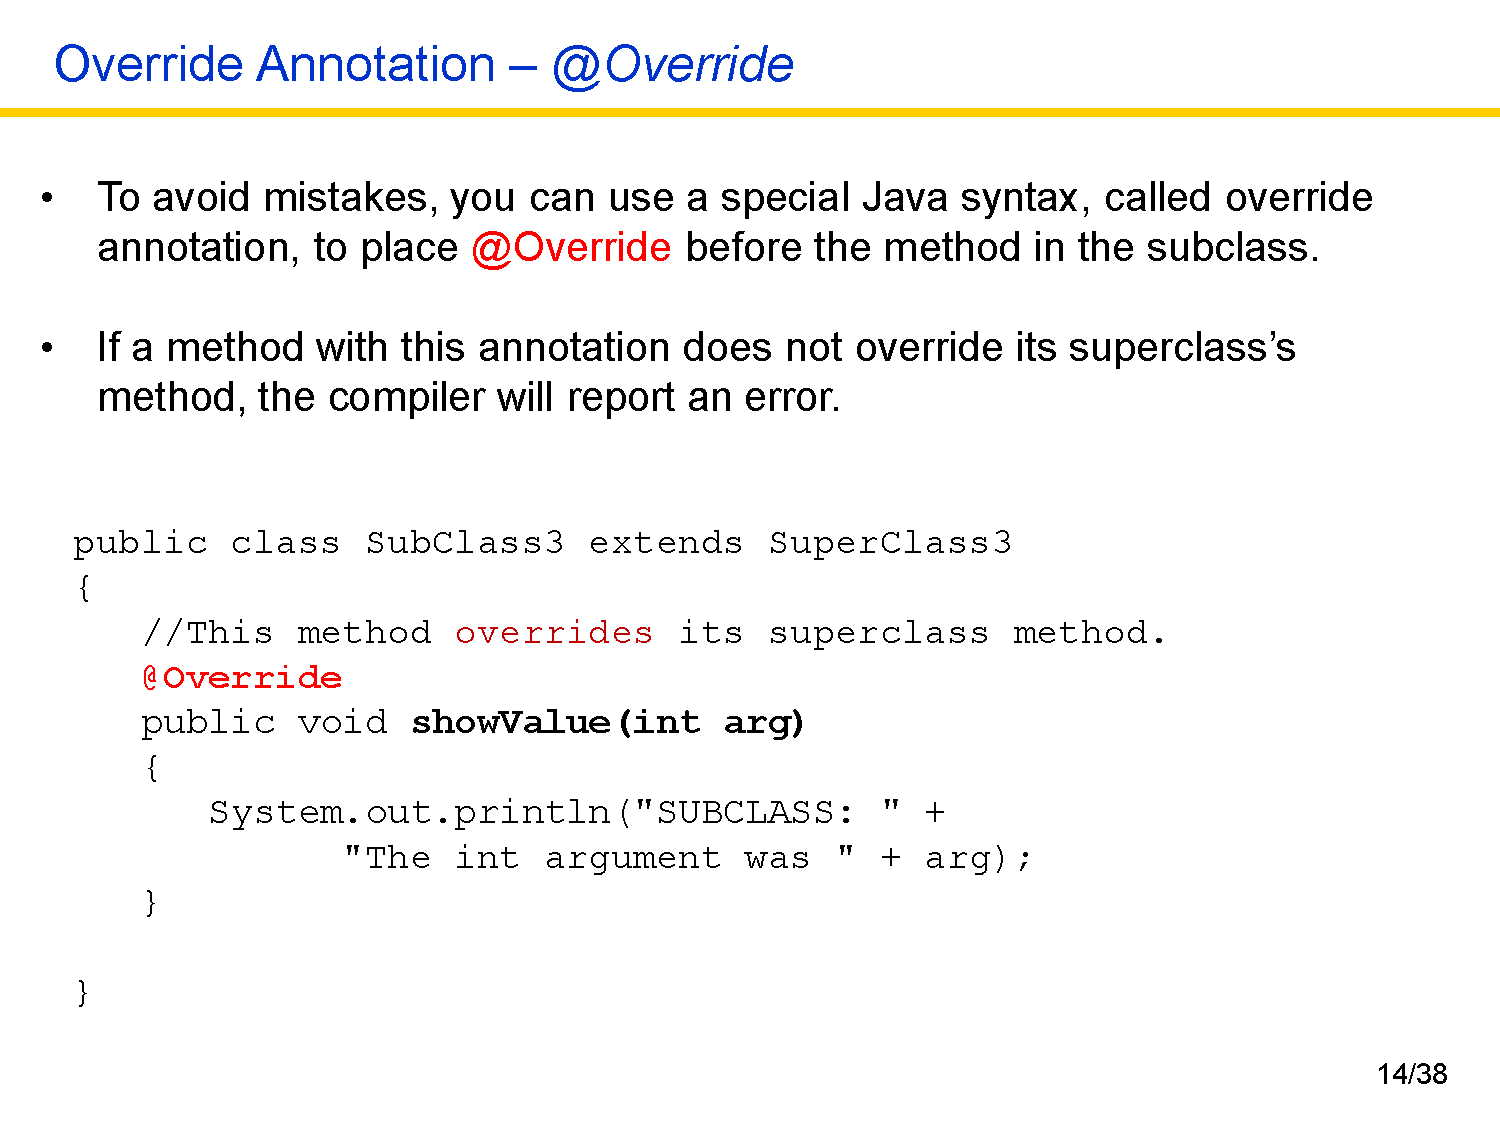 Override Annotation – @Override
• To avoid mistakes, you can use a special Java syntax, called override
annotation, to place @Override before the method in the subclass.
• If a method with this annotation does not override its superclass’s
method, the compiler will report an error.
public class SubClass3 extends SuperClass3
{
//This method overrides its superclass method.
@Override
public void showValue(int arg)
{
System.out.println("SUBCLASS: " +
"The int argument was " + arg);
}
}
14/38